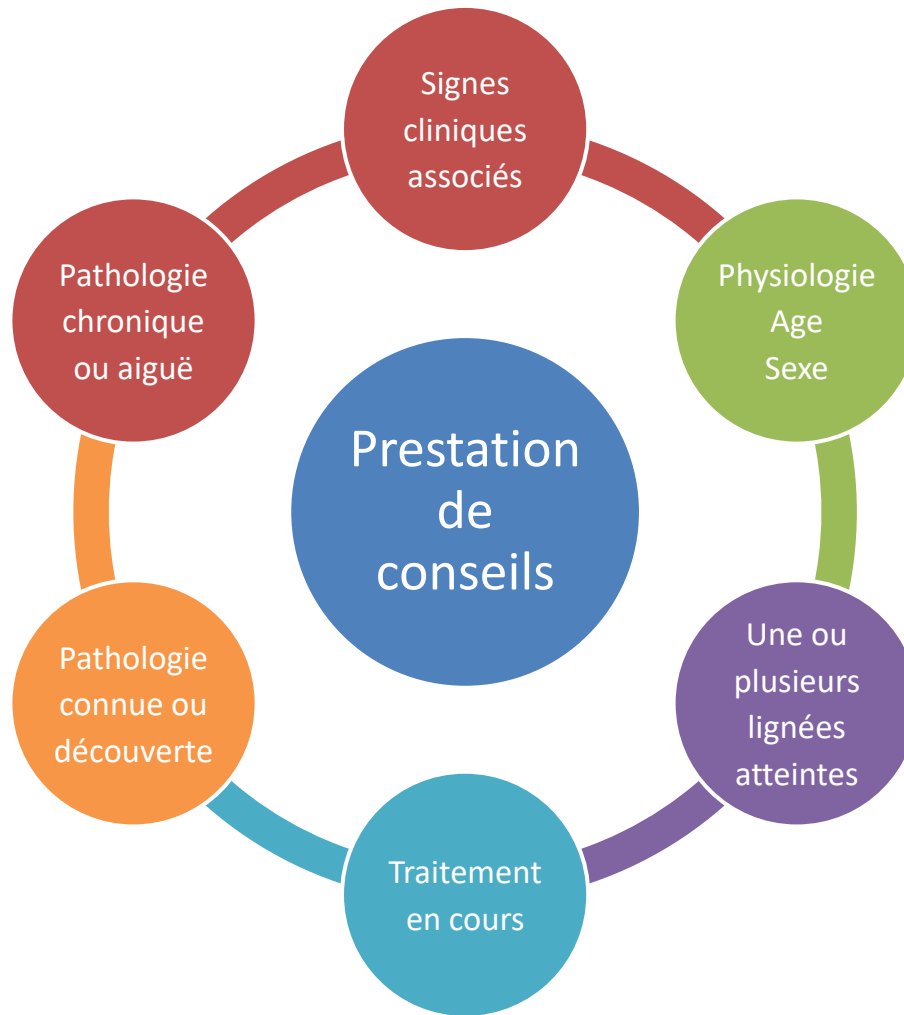 Signes
cliniques
associés
Physiologie
Age
Sexe
Une ou
plusieurs
lignées
atteintes
Traitement
en cours
Pathologie
connue ou
découverte
Pathologie
chronique
ou aiguë
Prestation
de
conseils